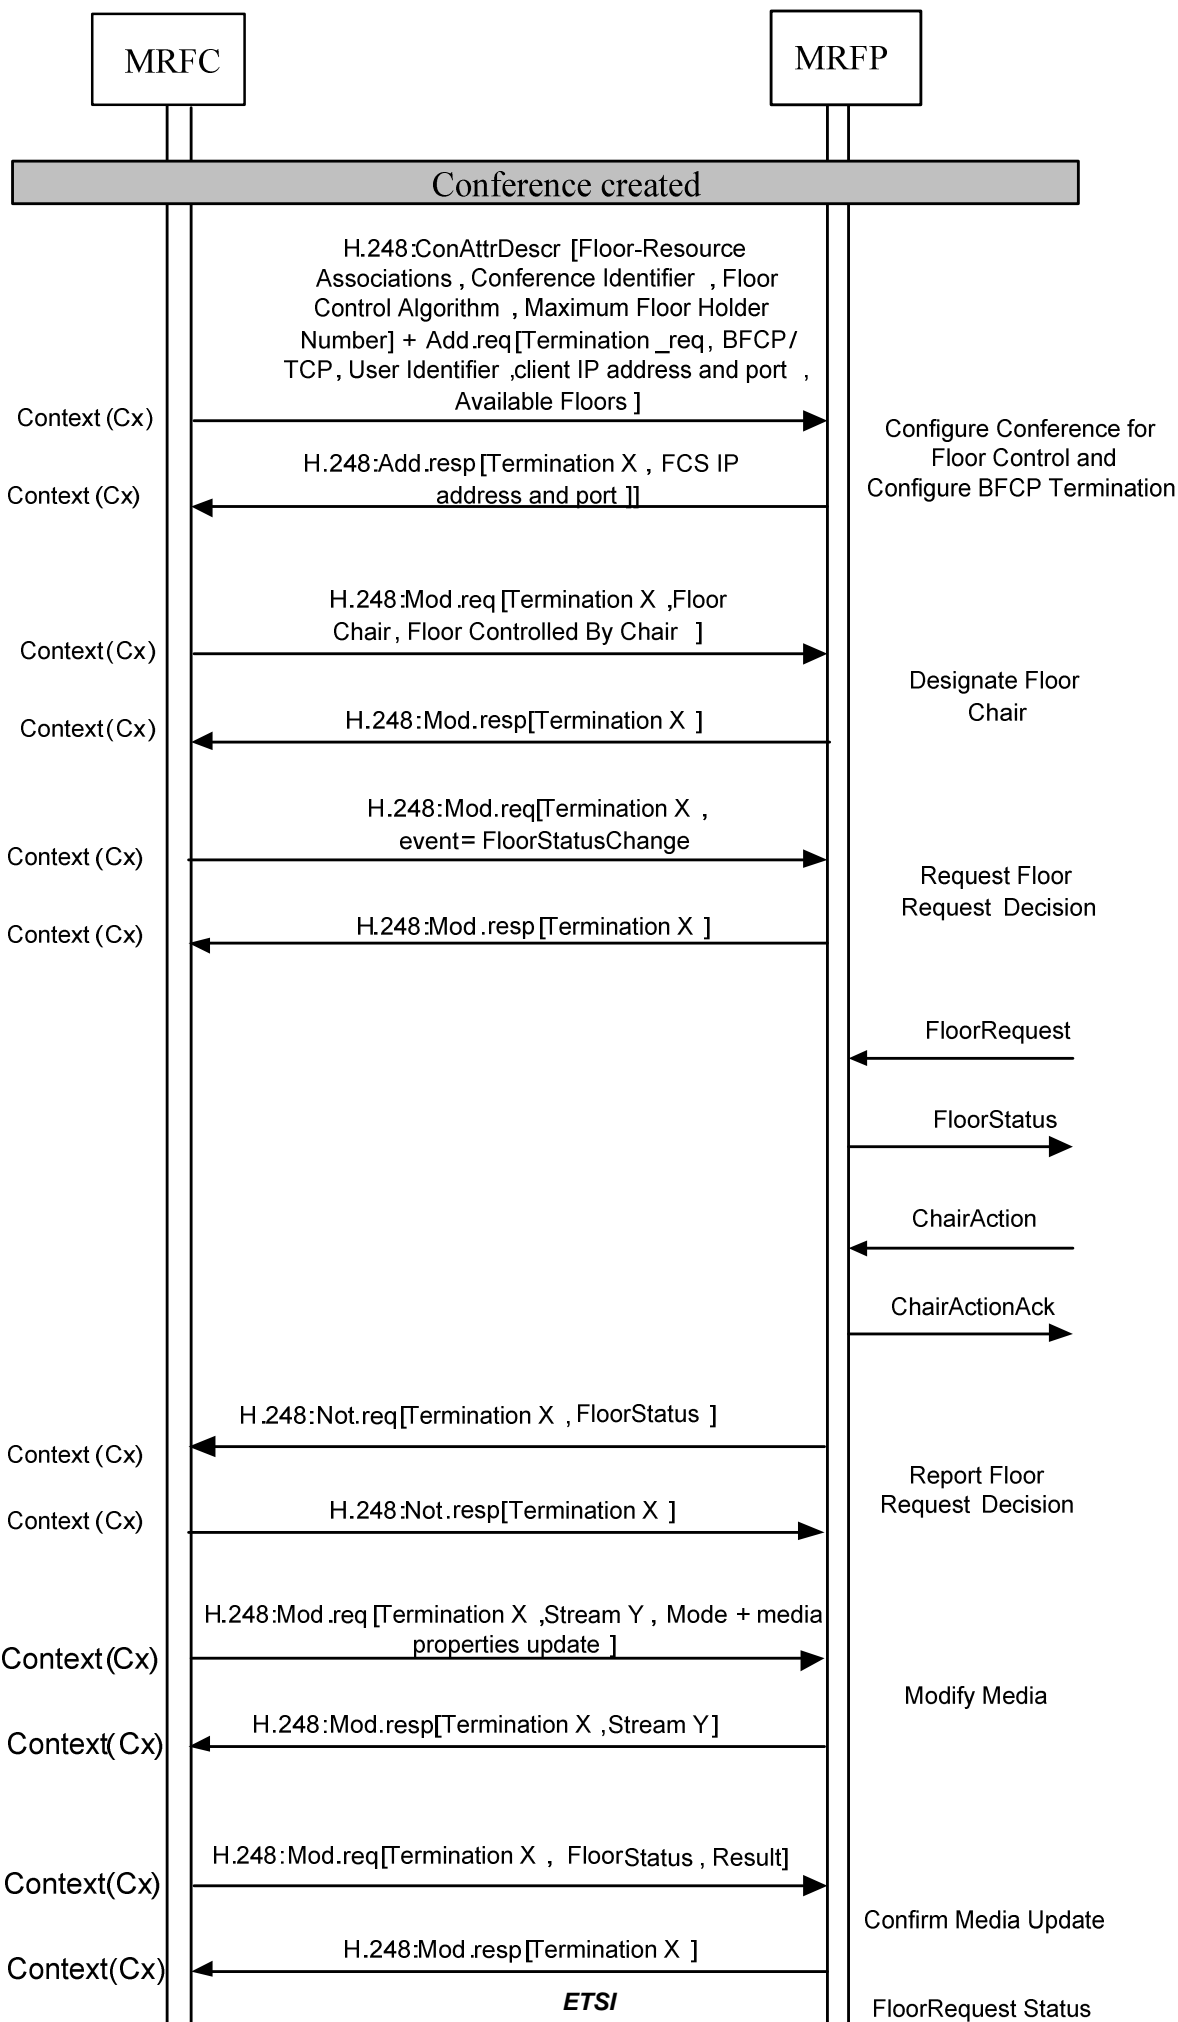 MRFC
MRFP
Conference created
H.248:ConAttrDescr [Floor-Resource
Associations , Conference Identifier , Floor
Control Algorithm , Maximum Floor Holder
Number] + Add.req[Termination _req, BFCP/
TCP, User Identifier ,client IP address and port ,
Available Floors ]
Context (Cx)
Configure Conference for
Floor Control and
Configure BFCP Termination
H.248:Add.resp[Termination X , FCS IP
address and port ]]
Context (Cx)
H.248:Mod.req [Termination X ,Floor
Chair, Floor Controlled By Chair ]
Context(Cx)
Designate Floor
Chair
H.248:Mod.resp[Termination X ]
Context(Cx)
H.248:Mod.req[Termination X ,
event= FloorStatusChange
Context (Cx)
Request Floor
Request Decision
H.248:Mod.resp[Termination X ]
Context (Cx)
FloorRequest
FloorStatus
ChairAction
ChairActionAck
H.248:Not.req[Termination X , FloorStatus ]
Context (Cx)
Report Floor
Request Decision
H.248:Not.resp[Termination X ]
Context (Cx)
H.248:Mod.req [Termination X ,Stream Y , Mode + media
properties update ]
Context(Cx)
Modify Media
H.248:Mod.resp[Termination X ,Stream Y]
Context(Cx)
H.248:Mod.req[Termination X , FloorStatus , Result]
Context(Cx)
Confirm Media Update
H.248:Mod.resp[Termination X ]
Context(Cx)
ETSI
FloorRequest Status